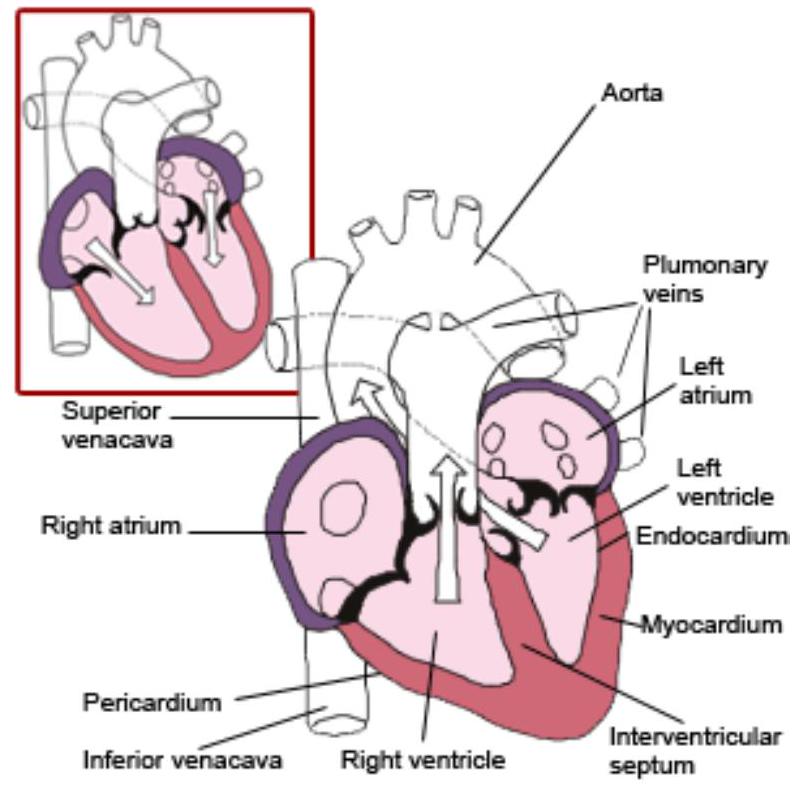 Aorta
Plumonary
veins
Left
atrium
Superior
venacava
Left
ventricle
Right atrium
Endocardium
Myocardium
Pericardium
Inferior venacava
Right ventricle
Interventricular
septum